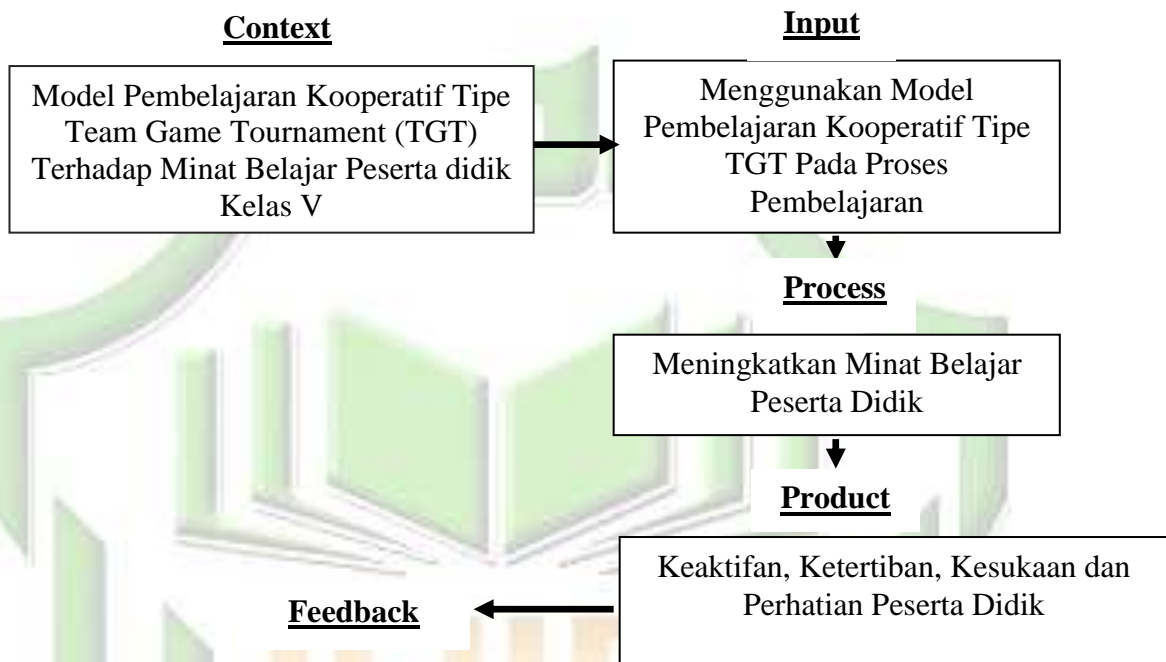 Context
Model Pembelajaran Kooperatif Tipe
Team Game Tournament (TGT)
Terhadap Minat Belajar Peserta didik
Kelas V
Input
Menggunakan Model
Pembelajaran Kooperatif Tipe
TGT Pada Proses
Pembelajaran
Process
Meningkatkan Minat Belajar
Peserta Didik
Product
Keaktifan, Ketertiban, Kesukaan dan
Perhatian Peserta Didik
Feedback